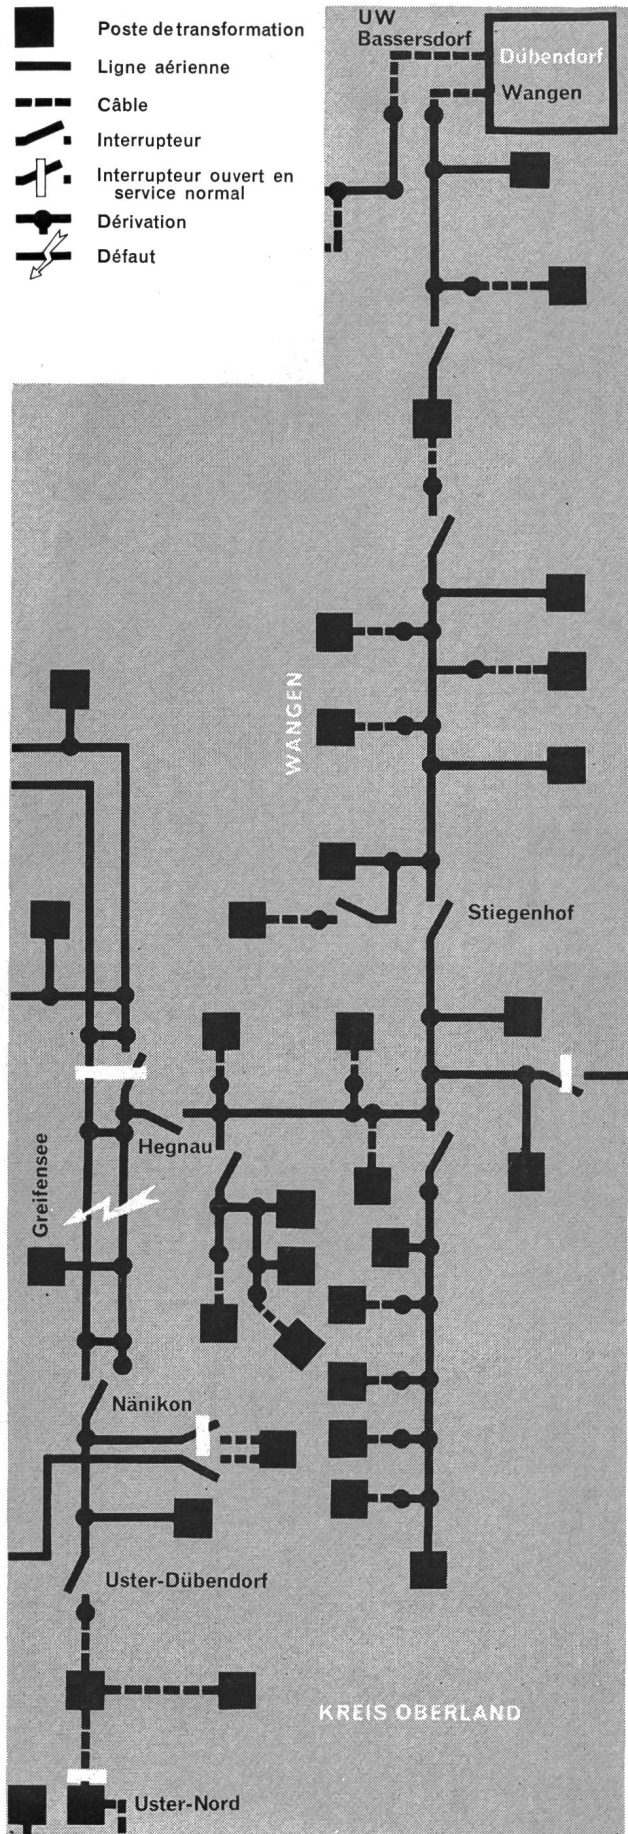 Poste de transformation
Ligne aérienne
Câble
Interrupteur
Interrupteur ouvert en
service normal
Dérivation
Défaut
UW
Bassersdorf
Dübendorf
Wangen
WANGEN
Stiegenhof
Hegnau
Greifensee
Nänikon
Uster-Dübendorf
KREIS OBERLAND
Uster-Nord